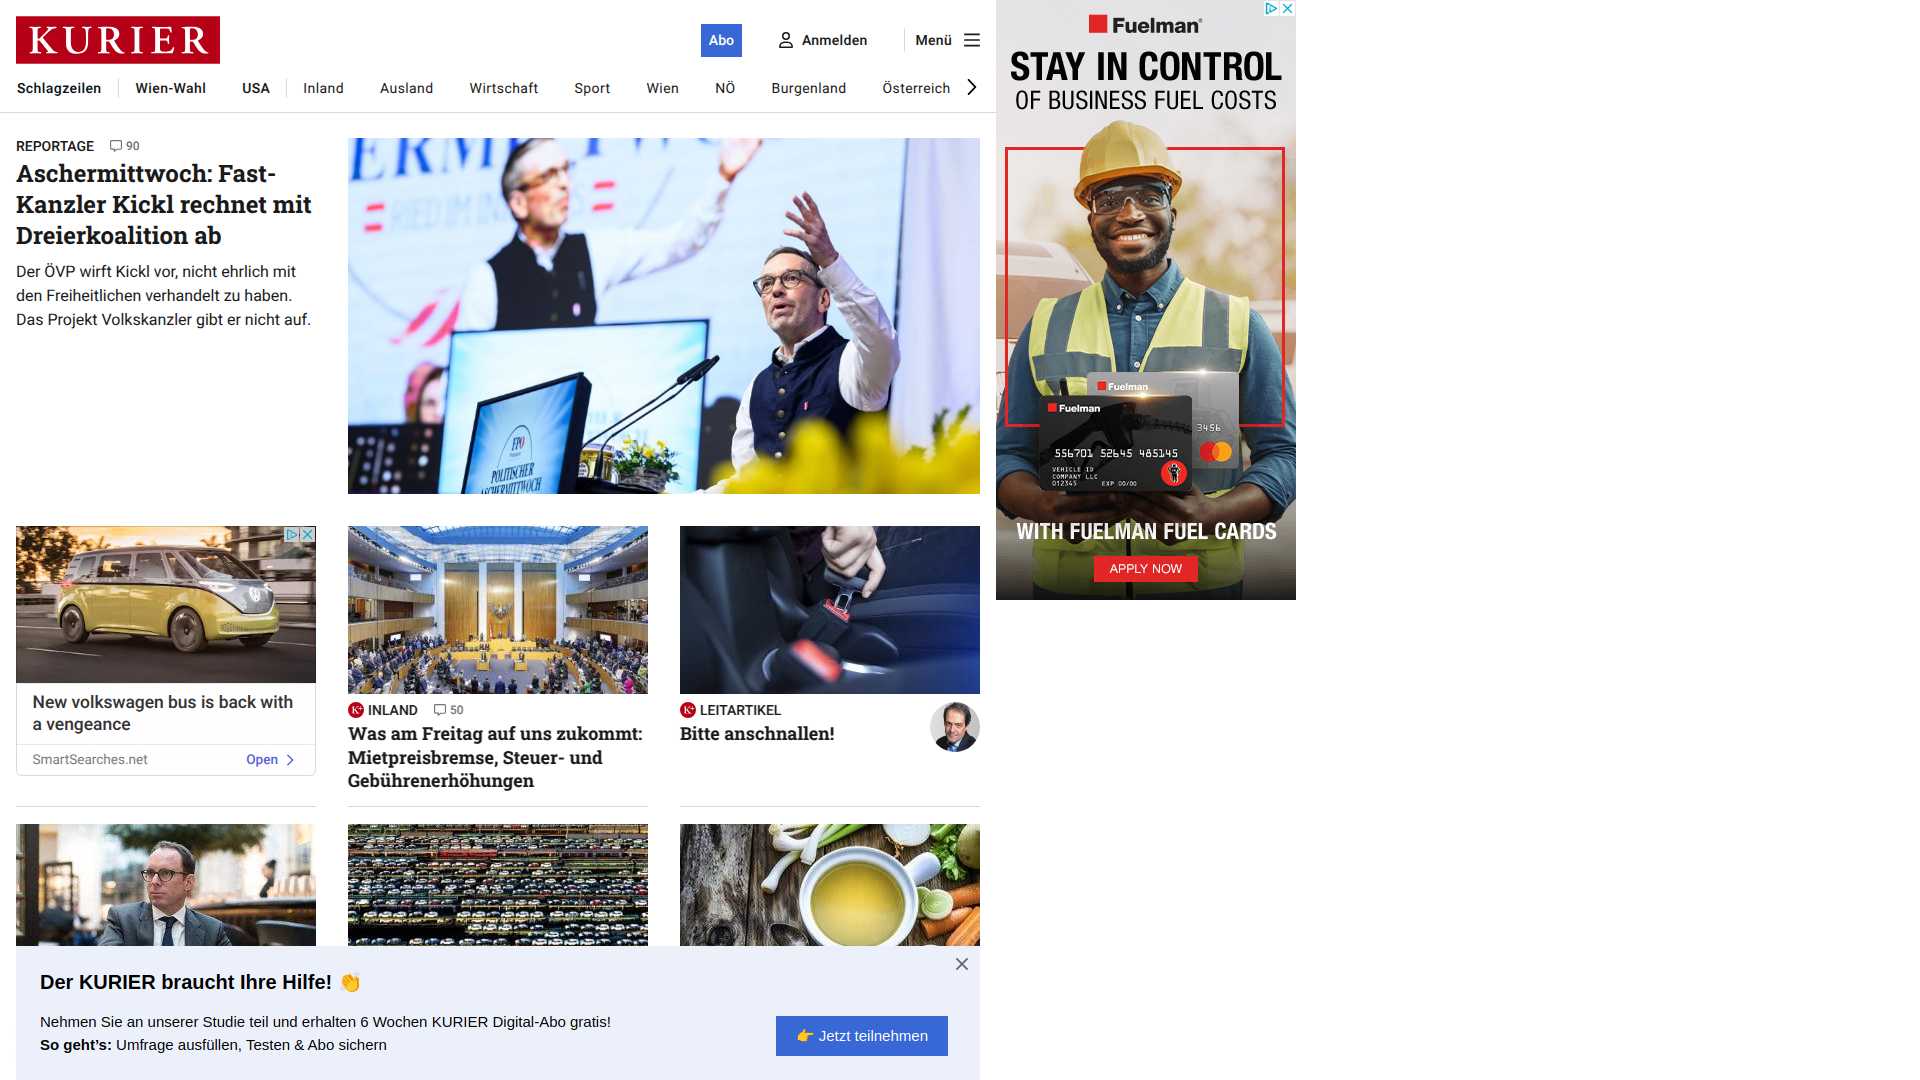 KURIER
Abo
Anmelden
Menü
Schlagzeilen
Wien-Wahl
USA
Inland
Ausland
Wirtschaft
Sport
Wien
NÖ
Burgenland
Österreich
REPORTAGE 90
Aschermittwoch: Fast-
Kanzler Kickl rechnet mit
Dreierkoalition ab
Der ÖVP wirft Kickl vor, nicht ehrlich mit
den Freiheitlichen verhandelt zu haben.
Das Projekt Volkskanzler gibt er nicht auf.
RIED IM
FPÖ
POLITISCHER
ASCHERMITTWOCH
New volkswagen bus is back with
a vengeance
SmartSearches.net
Open
K+ INLAND 50
Was am Freitag auf uns zukommt:
Mietpreisbremse, Steuer- und
Gebührenerhöhungen
K+ LEITARTIKEL
Bitte anschnallen!
Der KURIER braucht Ihre Hilfe! 👏
Nehmen Sie an unserer Studie teil und erhalten 6 Wochen KURIER Digital-Abo gratis!
So geht’s: Umfrage ausfüllen, Testen & Abo sichern
👉 Jetzt teilnehmen
Fuelman
STAY IN CONTROL
OF BUSINESS FUEL COSTS
Fuelman
Fuelman
3456
556701 52645 485145
VEHICLE ID
COMPANY LLC
012345 EXP 00/00
WITH FUELMAN FUEL CARDS
APPLY NOW